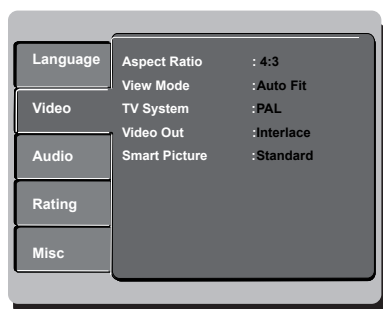 Language
Video
Audio
Rating
Misc
Aspect Ratio : 4:3
View Mode :Auto Fit
TV System :PAL
Video Out :Interlace
Smart Picture :Standard